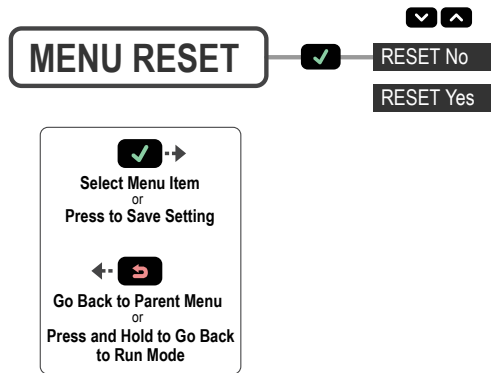 MENU RESET
RESET No
RESET Yes
Select Menu Item
or
Press to Save Setting
Go Back to Parent Menu
or
Press and Hold to Go Back
to Run Mode